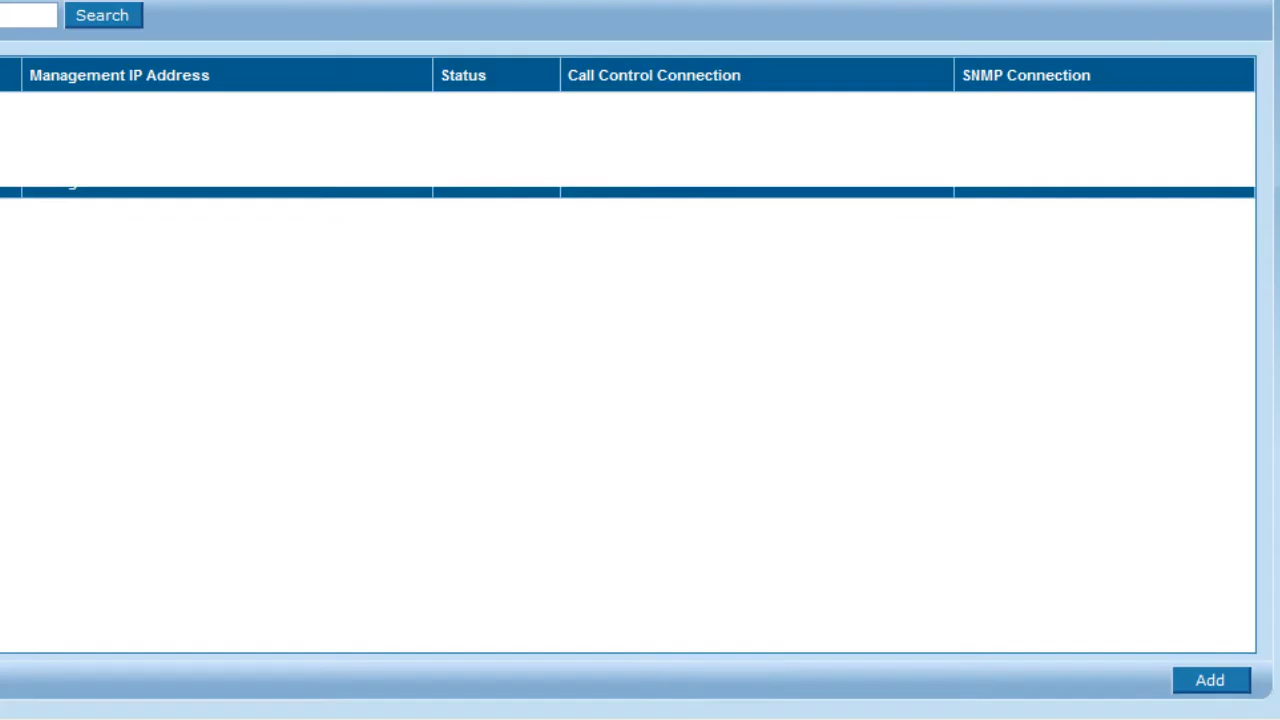 Search
Management IP Address Status Call Control Connection SNMP Connection
Add